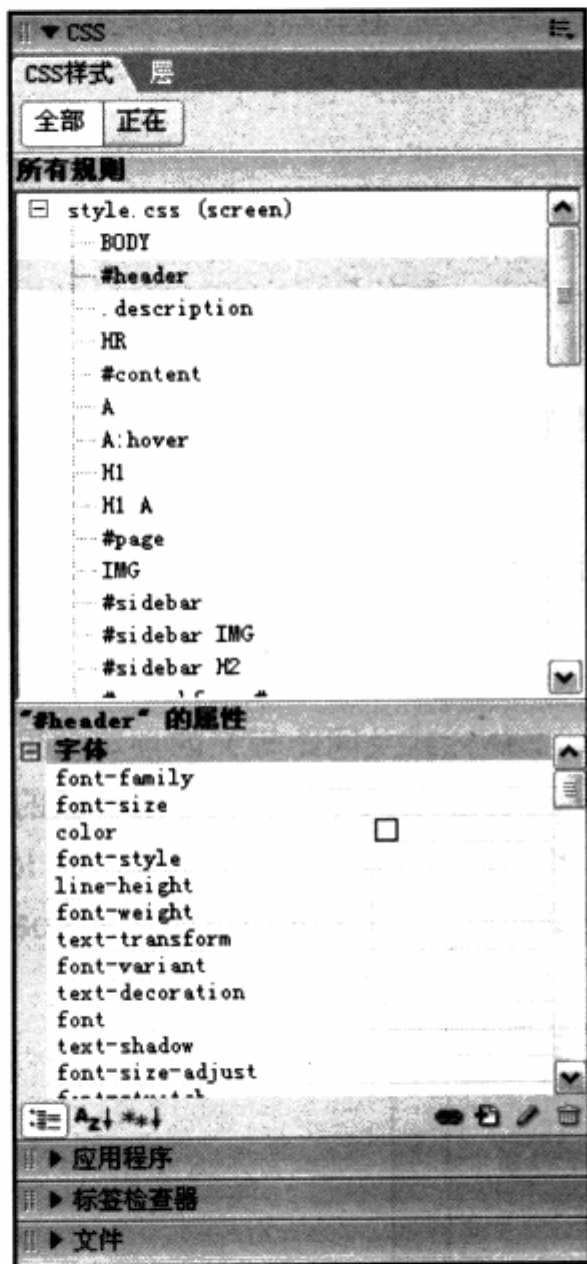 CSS
CSS样式 层
全部 正在
所有规则
style.css (screen)
BODY
#header
.description
HR
#content
A
A:hover
H1
H1 A
#page
IMG
#sidebar
#sidebar IMG
#sidebar H2
"#header" 的属性
字体
font-family
font-size
color
font-style
line-height
font-weight
text-transform
font-variant
text-decoration
font
text-shadow
font-size-adjust
应用程序
标签检查器
文件